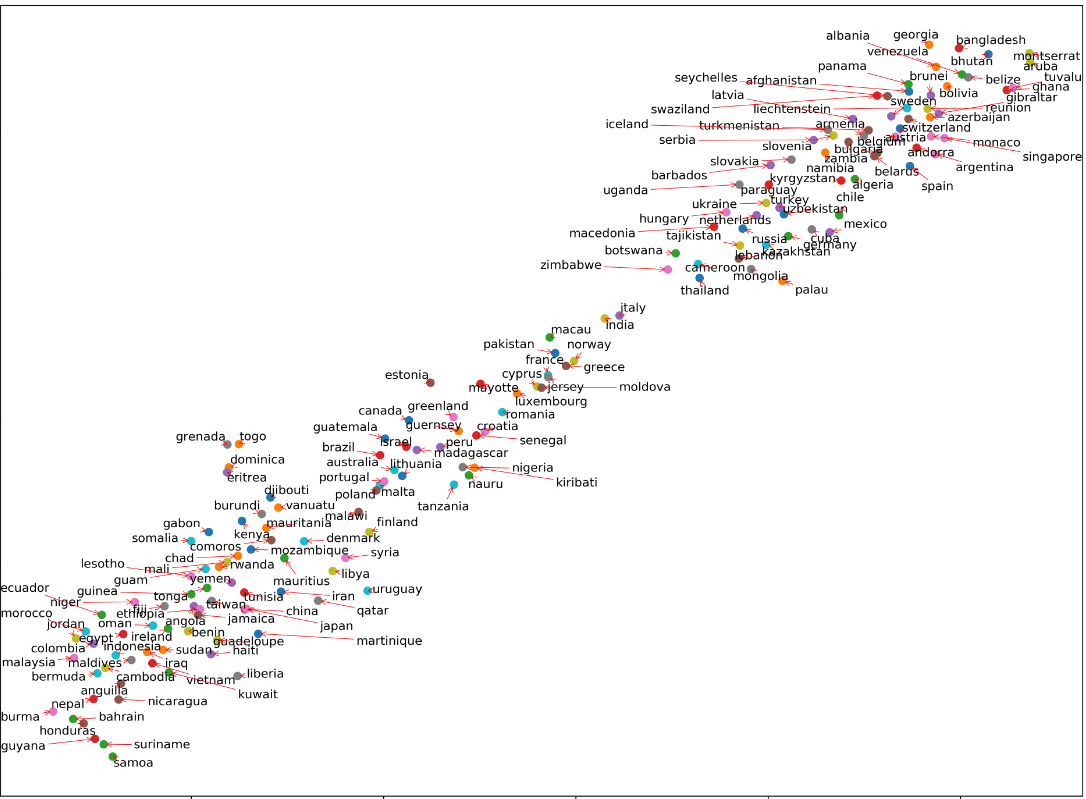 georgia
albania
bangladesh
venezuela
montserrat
bhutan
aruba
panama
brunei
tuvalu
seychelles
afghanistan
belize
ghana
bolivia
gibraltar
latvia
sweden
swaziland
liechtenstein
reunion
azerbaijan
iceland
turkmenistan
armenia
switzerland
austria
serbia
belgium
monaco
slovenia
bulgaria
andorra
singapore
slovakia
zambia
namibia
argentina
barbados
kyrgyzstan
belarus
uganda
paraguay
algeria
spain
ukraine
turkey
chile
uzbekistan
hungary
netherlands
mexico
macedonia
tajikistan
russia
cuba
germany
botswana
lebanon
kazakhstan
zimbabwe
cameroon
mongolia
thailand
palau
italy
india
macau
pakistan
norway
france
greece
estonia
cyprus
mayotte
jersey
moldova
luxembourg
canada
greenland
romania
guatemala
guernsey
croatia
grenada
togo
israel
peru
senegal
brazil
madagascar
dominica
australia
lithuania
nigeria
eritrea
portugal
nauru
kiribati
djibouti
poland
malta
burundi
vanuatu
malawi
tanzania
gabon
mauritania
finland
somalia
kenya
denmark
comoros
mozambique
syria
chad
lesotho
mali
rwanda
libya
guam
yemen
mauritius
ecuador
guinea
tonga
tunisia
iran
uruguay
niger
fiji
taiwan
china
qatar
morocco
ethiopia
jamaica
japan
jordan
oman
angola
egypt
ireland
benin
guadeloupe
martinique
colombia
indonesia
sudan
haiti
malaysia
maldives
iraq
bermuda
cambodia
vietnam
liberia
anguilla
kuwait
nepal
nicaragua
burma
bahrain
honduras
guyana
suriname
samoa